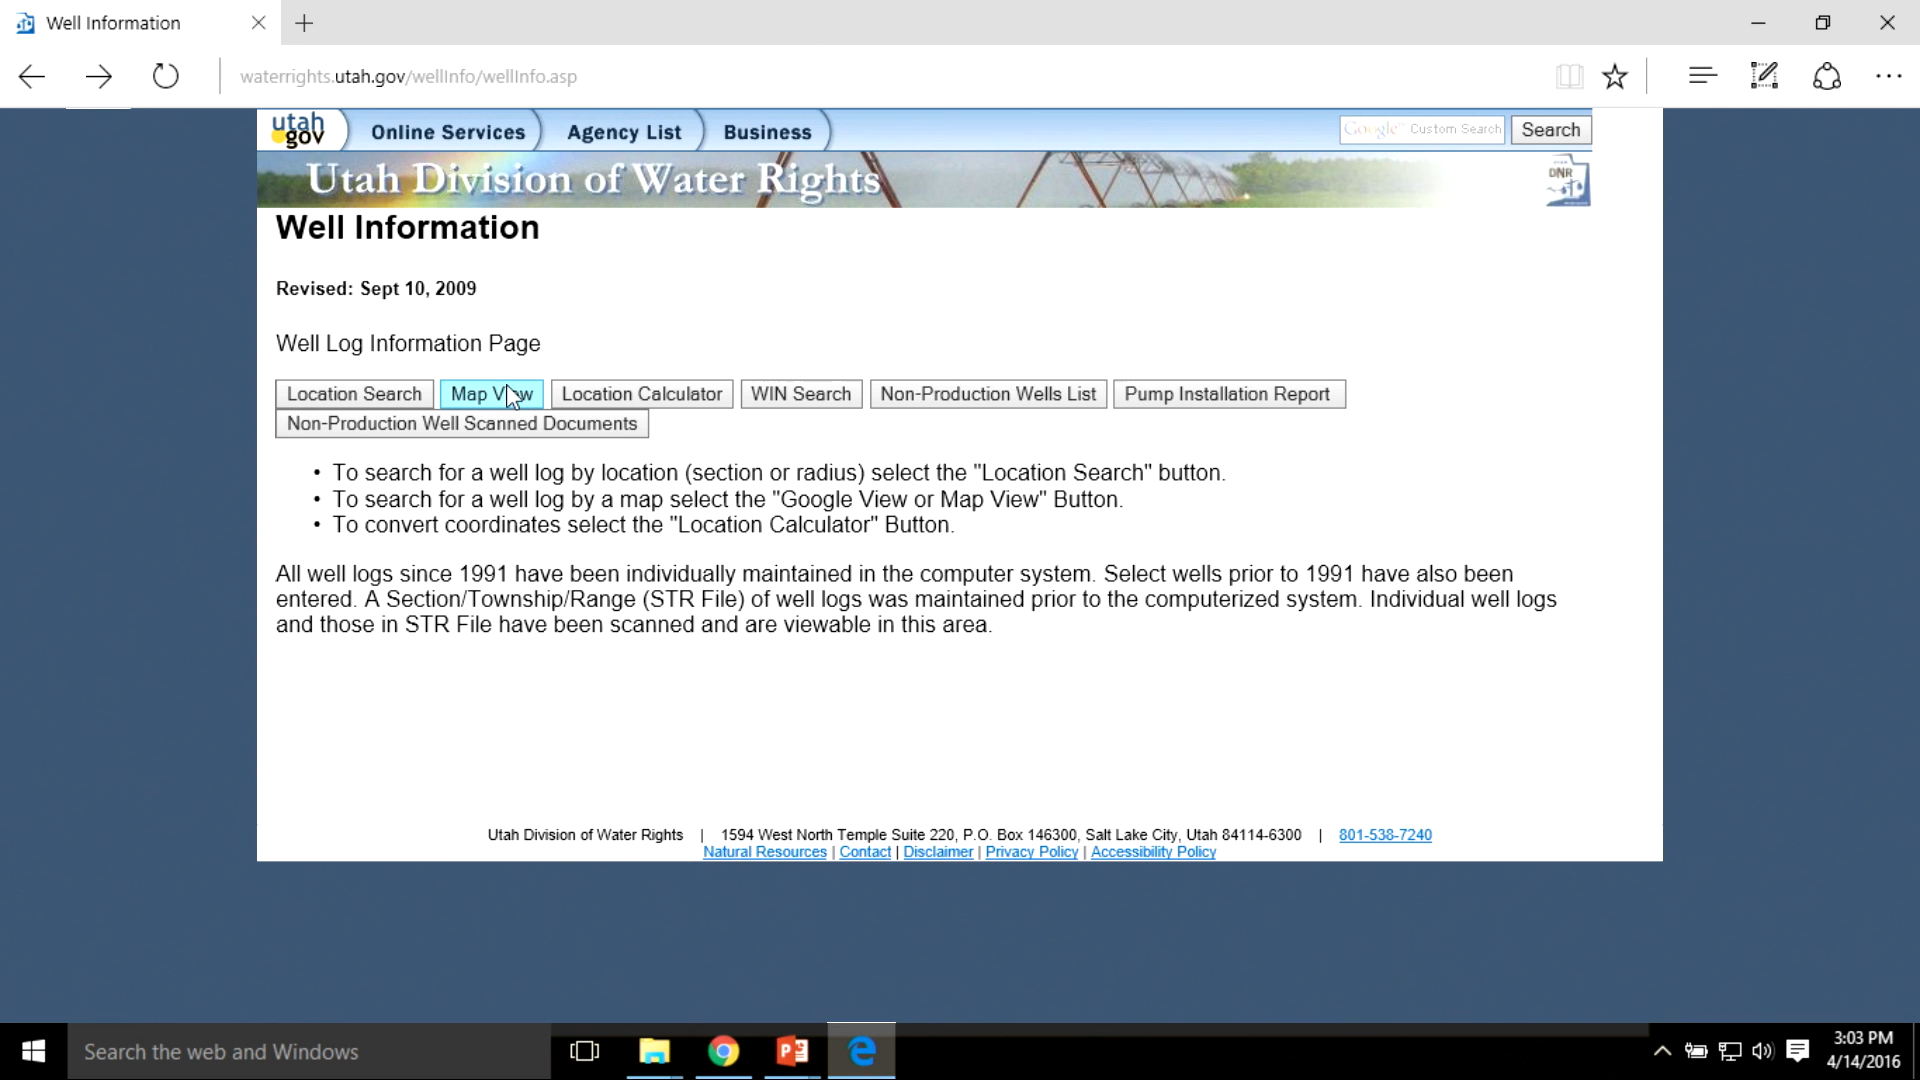 Well Information
waterrights.utah.gov/wellInfo/wellInfo.asp
utah gov
Online Services
Agency List
Business
Google™ Custom Search
Search
Utah Division of Water Rights
DNR
Well Information
Revised: Sept 10, 2009
Well Log Information Page
Location Search
Map View
Location Calculator
WIN Search
Non-Production Wells List
Pump Installation Report
Non-Production Well Scanned Documents
• To search for a well log by location (section or radius) select the "Location Search" button.
• To search for a well log by a map select the "Google View or Map View" Button.
• To convert coordinates select the "Location Calculator" Button.
All well logs since 1991 have been individually maintained in the computer system. Select wells prior to 1991 have also been
entered. A Section/Township/Range (STR File) of well logs was maintained prior to the computerized system. Individual well logs
and those in STR File have been scanned and are viewable in this area.
Utah Division of Water Rights | 1594 West North Temple Suite 220, P.O. Box 146300, Salt Lake City, Utah 84114-6300 | 801-538-7240
Natural Resources | Contact | Disclaimer | Privacy Policy | Accessibility Policy
Search the web and Windows
3:03 PM
4/14/2016